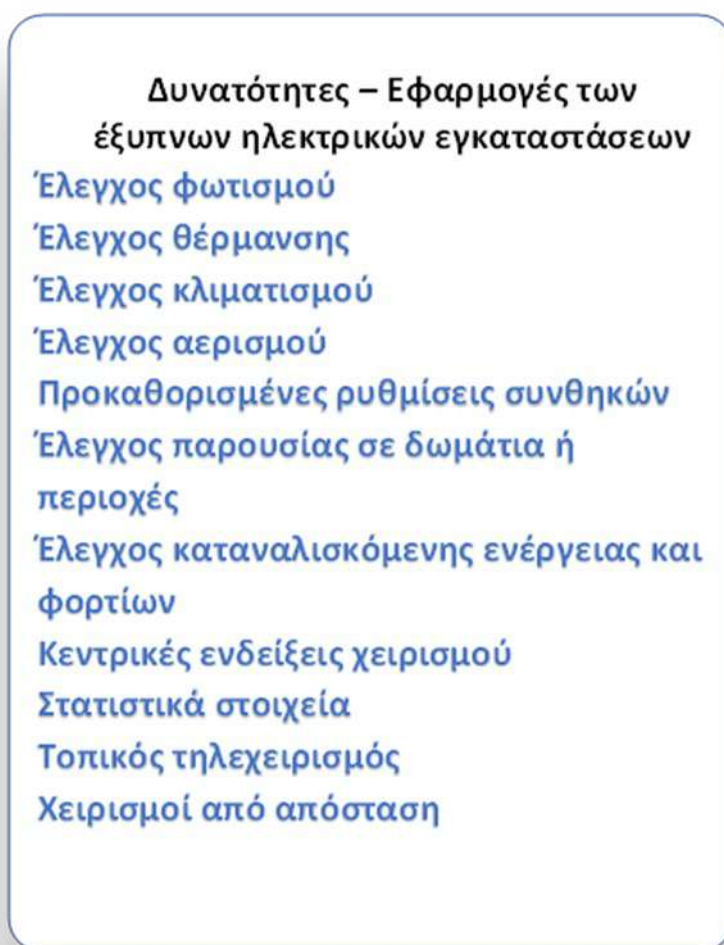 Δυνατότητες – Εφαρμογές των
έξυπνων ηλεκτρικών εγκαταστάσεων
Έλεγχος φωτισμού
Έλεγχος θέρμανσης
Έλεγχος κλιματισμού
Έλεγχος αερισμού
Προκαθορισμένες ρυθμίσεις συνθηκών
Έλεγχος παρουσίας σε δωμάτια ή
περιοχές
Έλεγχος καταναλισκόμενης ενέργειας και
φορτίων
Κεντρικές ενδείξεις χειρισμού
Στατιστικά στοιχεία
Τοπικός τηλεχειρισμός
Χειρισμοί από απόσταση